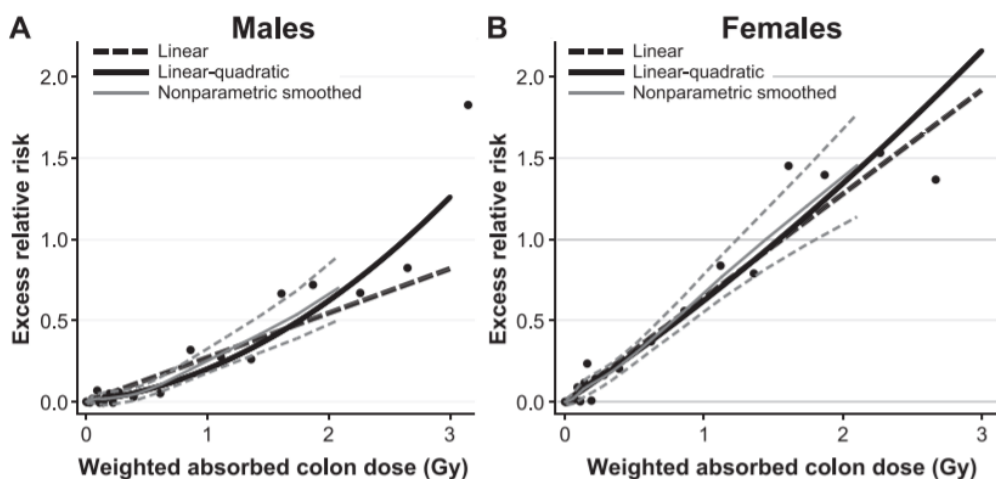 A
Males
Linear
Linear-quadratic
Nonparametric smoothed
2.0
1.5
1.0
0.5
0.0
Excess relative risk
0
1
2
3
Weighted absorbed colon dose (Gy)
B
Females
Linear
Linear-quadratic
Nonparametric smoothed
2.0
1.5
1.0
0.5
0.0
Excess relative risk
0
1
2
3
Weighted absorbed colon dose (Gy)